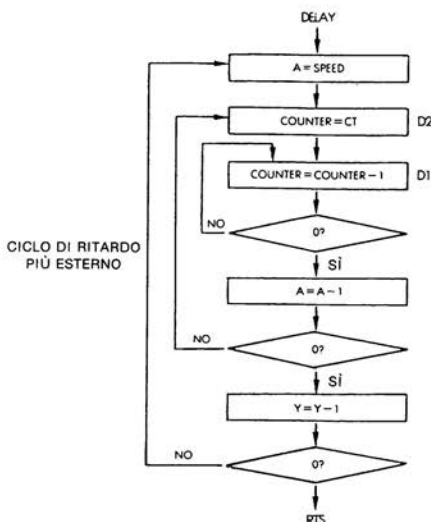 DELAY
A = SPEED
COUNTER = CT
D2
COUNTER = COUNTER - 1
D1
NO
0?
CICLO DI RITARDO
PIÙ ESTERNO
SÌ
A = A - 1
NO
0?
SÌ
Y = Y - 1
NO
0?
RTS